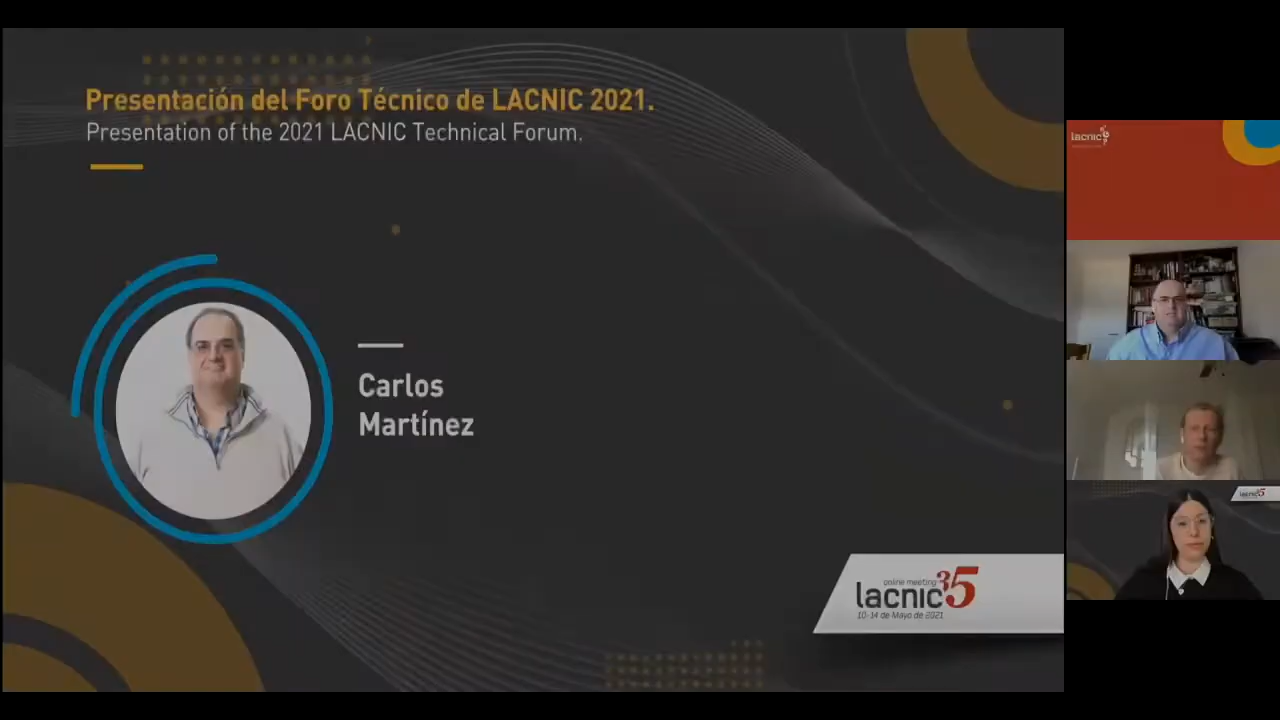 Presentación del Foro Técnico de LACNIC 2021.
Presentation of the 2021 LACNIC Technical Forum.
Carlos
Martínez
online meeting
lacnic35
10-14 de Mayo de 2021
lacnic
lacnic35